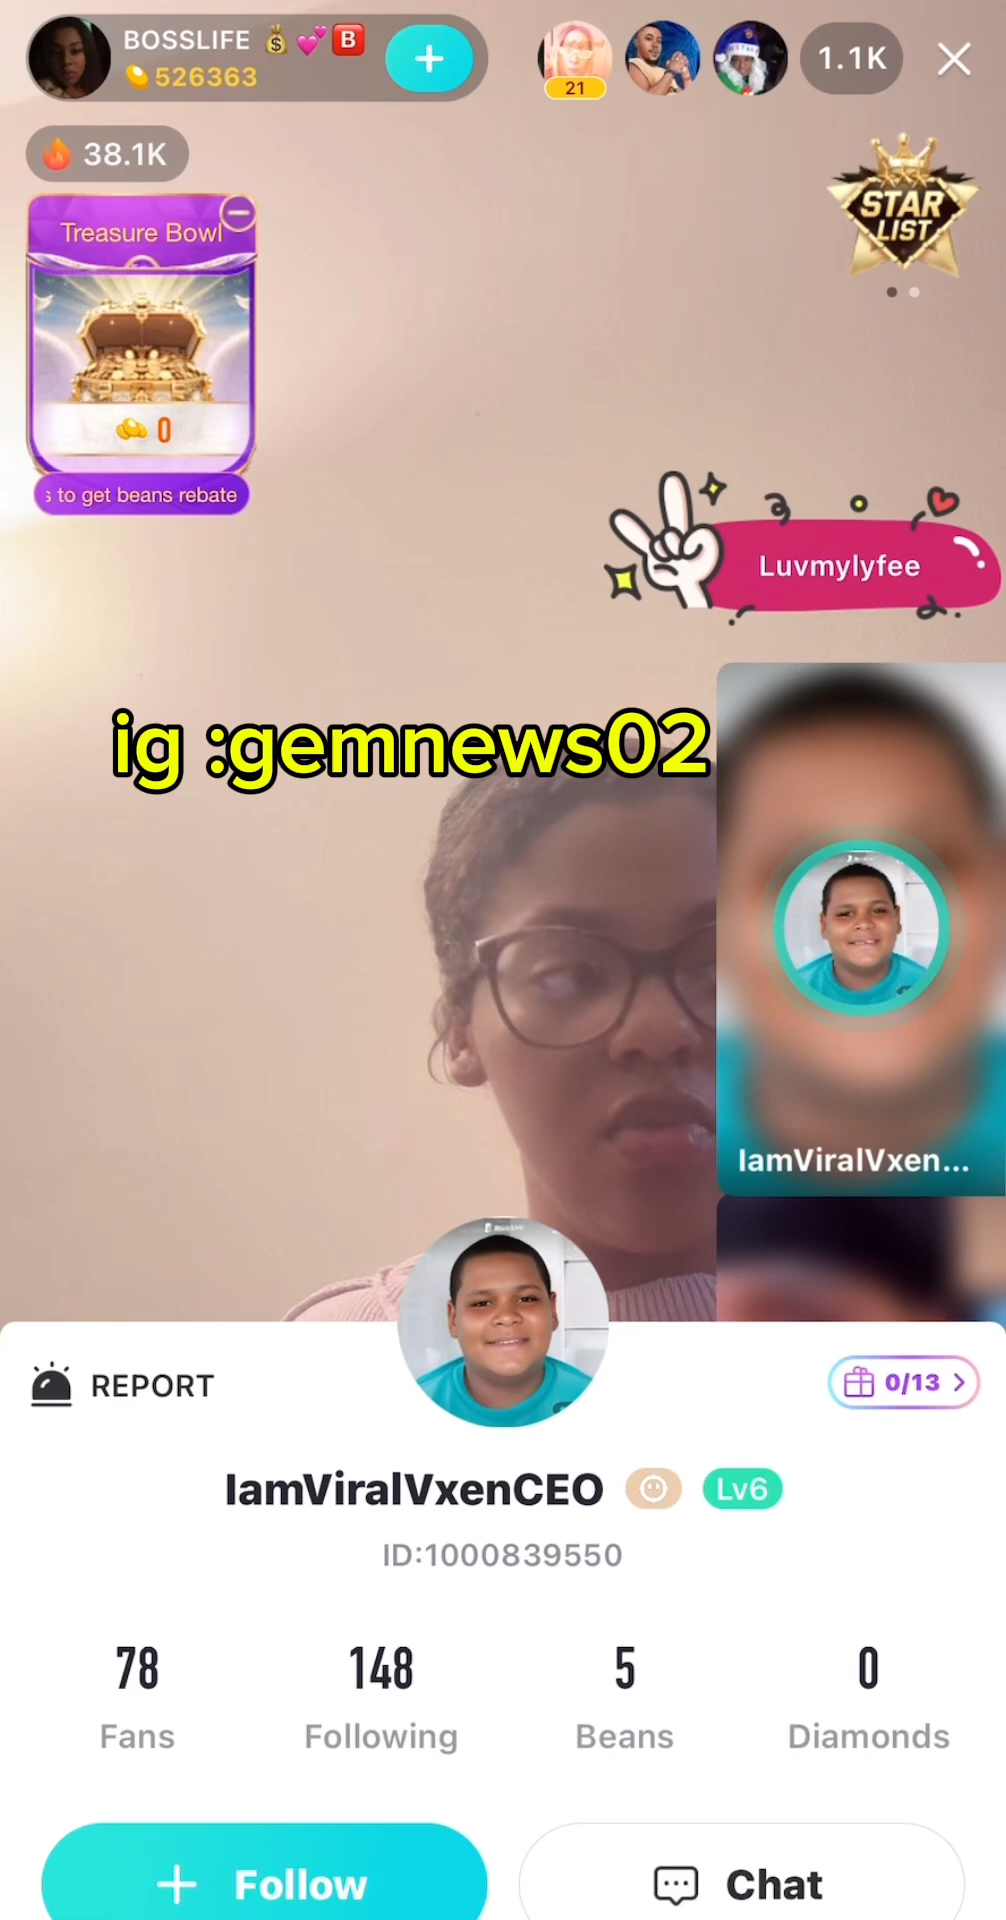 BOSSLIFE 💰 💕 🅱️
526363
21
1.1K
38.1K
STAR
LIST
Treasure Bowl
0
s to get beans rebate
Luvmylyfee
ig :gemnews02
IamViralVxen...
REPORT
0/13
IamViralVxenCEO
Lv6
ID:1000839550
78 148 5 0
Fans Following Beans Diamonds
+ Follow
Chat